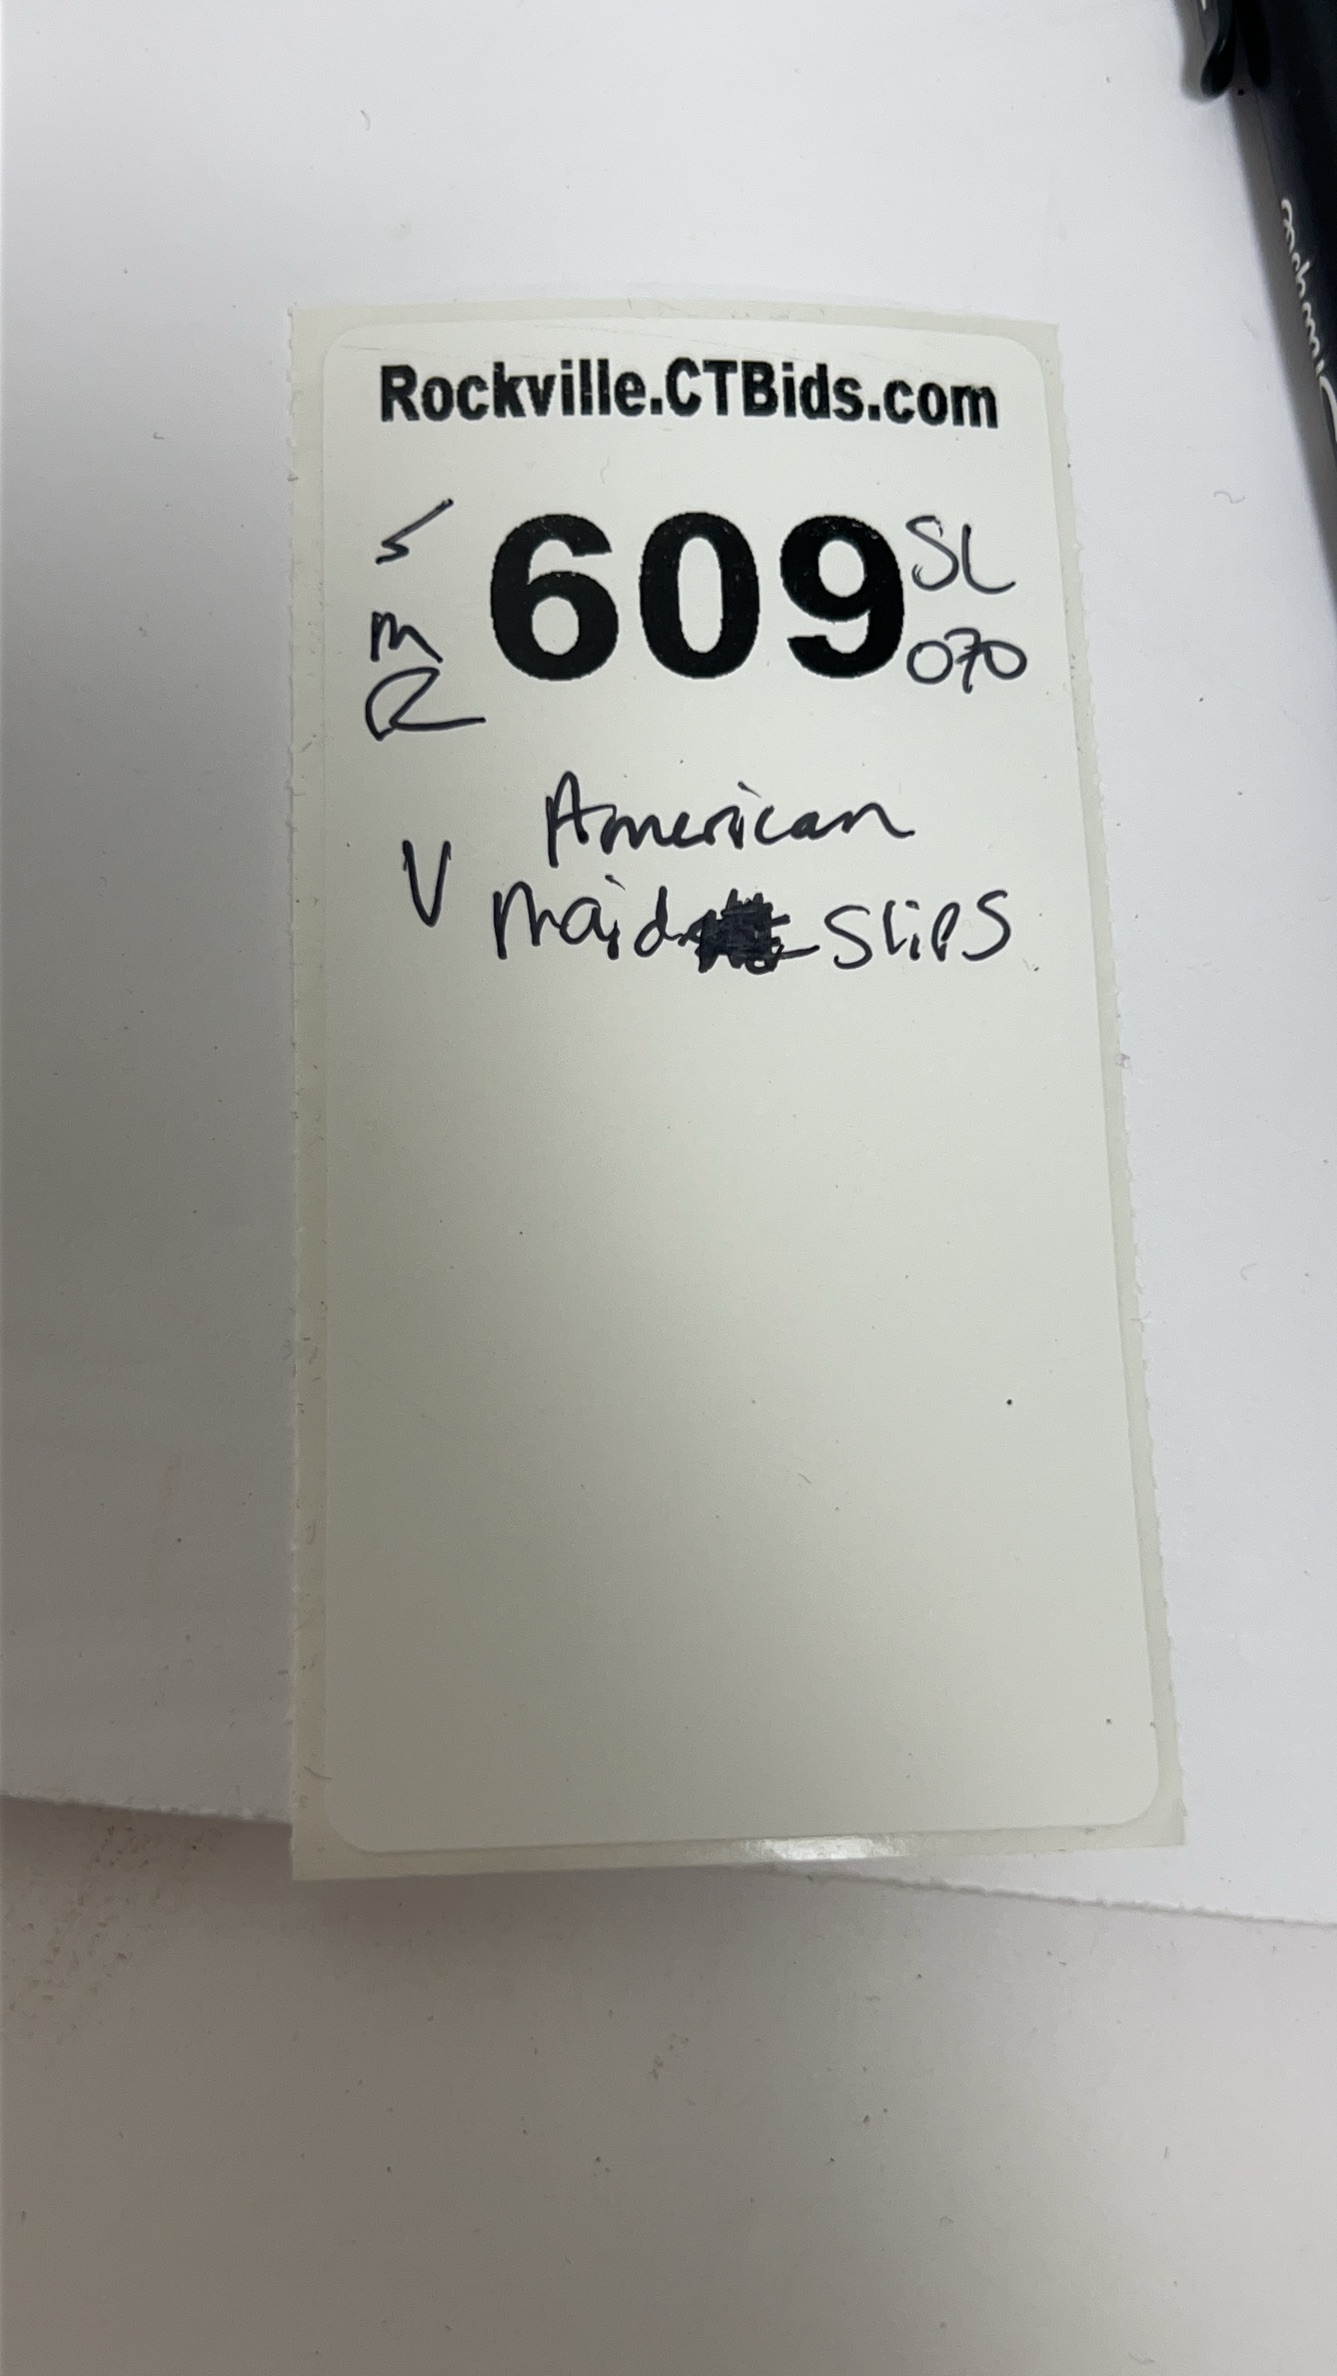 Rockville.CTBids.com
S 609 SL
m 070
R
American
V Maid Slips